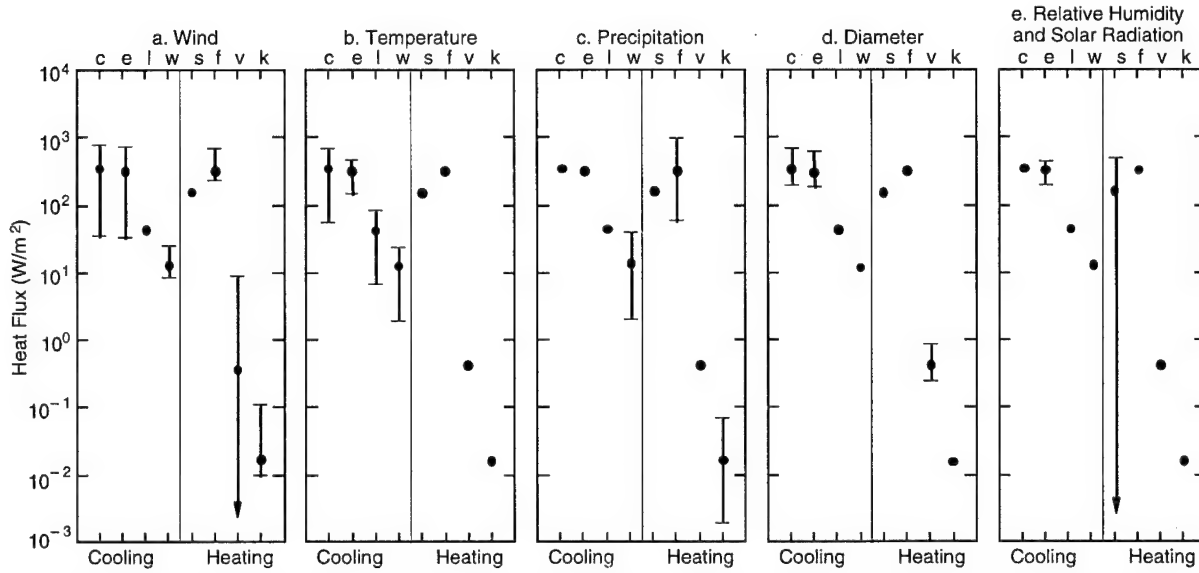 a. Wind
c e l w s f v k
b. Temperature
c e l w s f v k
c. Precipitation
c e l w s f v k
d. Diameter
c e l w s f v k
e. Relative Humidity
and Solar Radiation
c e l w s f v k
Heat Flux (W/m²)
10⁴
10³
10²
10¹
10⁰
10⁻¹
10⁻²
10⁻³
Cooling Heating
Cooling Heating
Cooling Heating
Cooling Heating
Cooling Heating